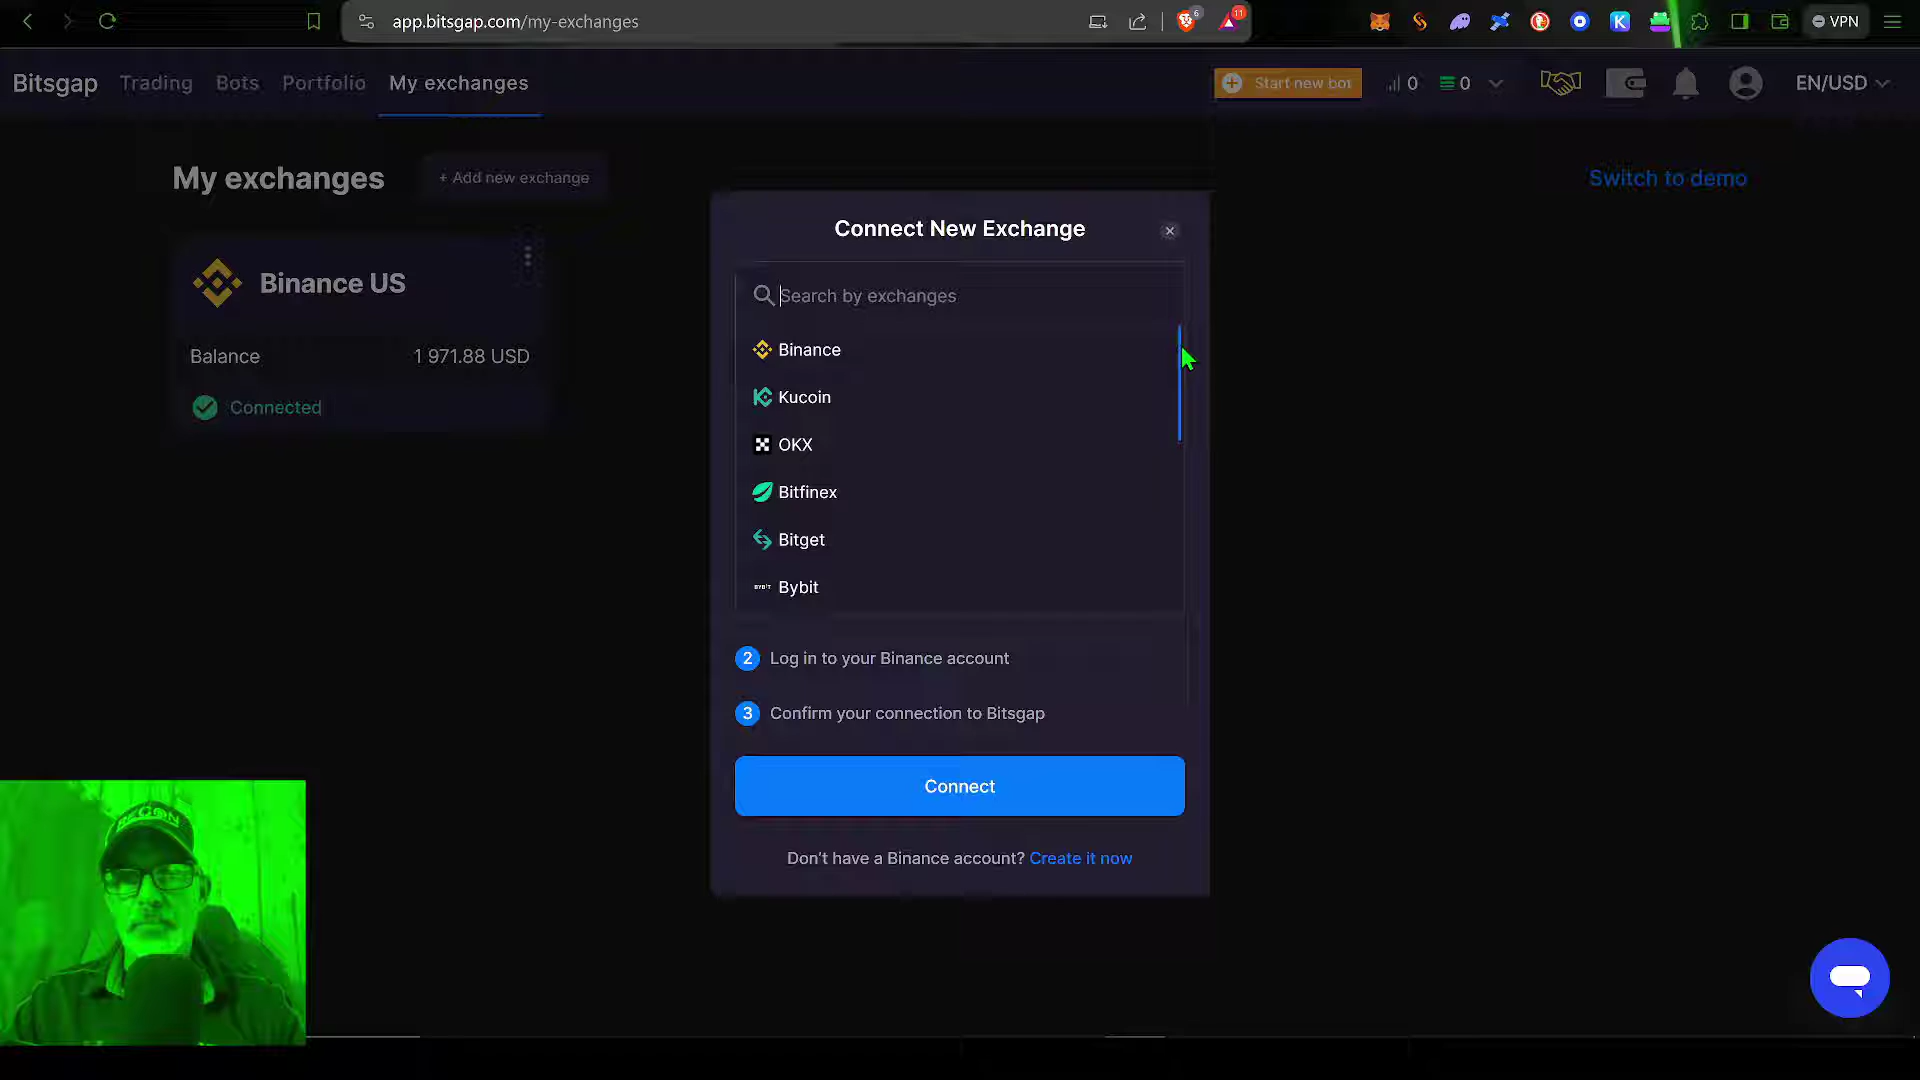 app.bitsgap.com/my-exchanges
6
11
VPN
Bitsgap
Trading
Bots
Portfolio
My exchanges
Start new bot
0
0
EN/USD
My exchanges
+ Add new exchange
Switch to demo
Binance US
Balance
1 971.88 USD
Connected
Connect New Exchange
Search by exchanges
Binance
Kucoin
OKX
Bitfinex
Bitget
BYBIT
Bybit
2
Log in to your Binance account
3
Confirm your connection to Bitsgap
Connect
Don't have a Binance account? Create it now